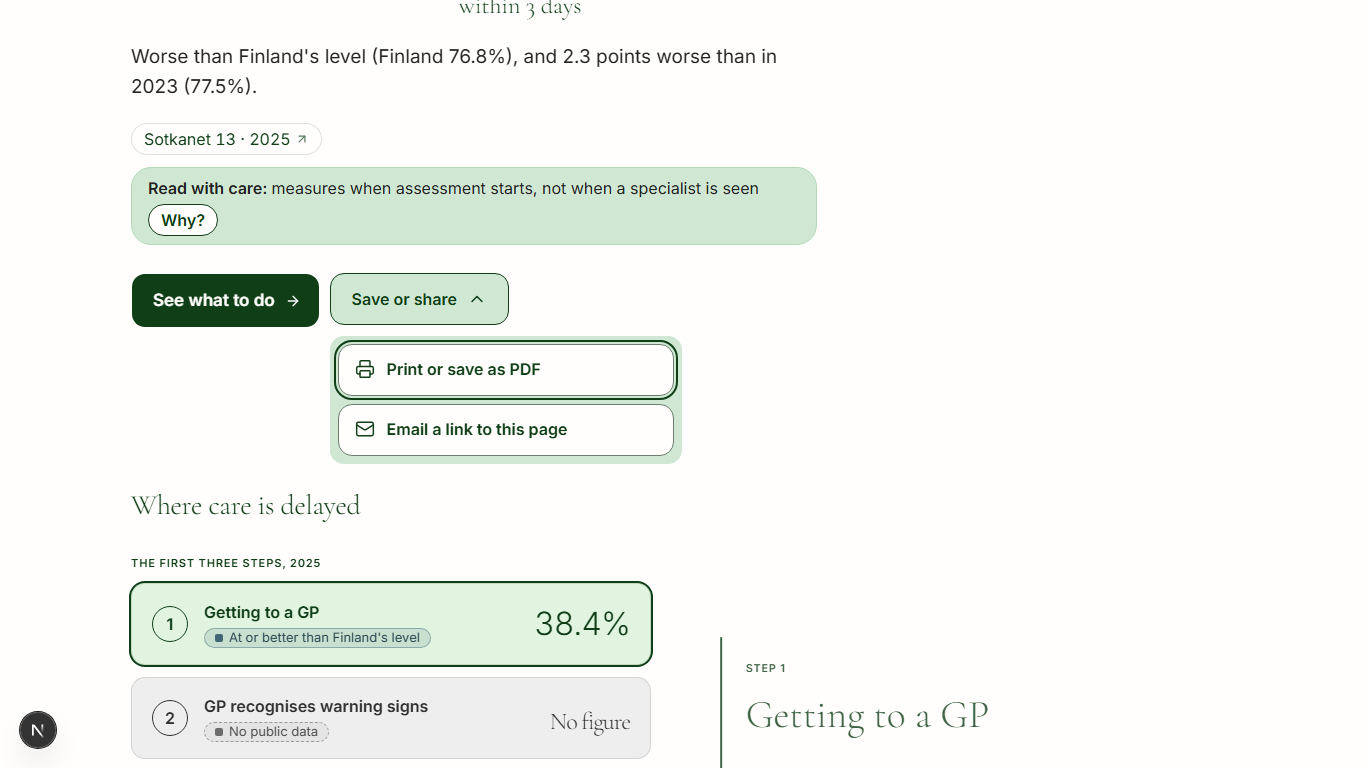 within 3 days
Worse than Finland's level (Finland 76.8%), and 2.3 points worse than in
2023 (77.5%).
Sotkanet 13 · 2025 ↗
Read with care: measures when assessment starts, not when a specialist is seen
Why?
See what to do →
Save or share
Print or save as PDF
Email a link to this page
Where care is delayed
THE FIRST THREE STEPS, 2025
1
Getting to a GP
At or better than Finland's level
38.4%
2
GP recognises warning signs
No public data
No figure
STEP 1
Getting to a GP
N